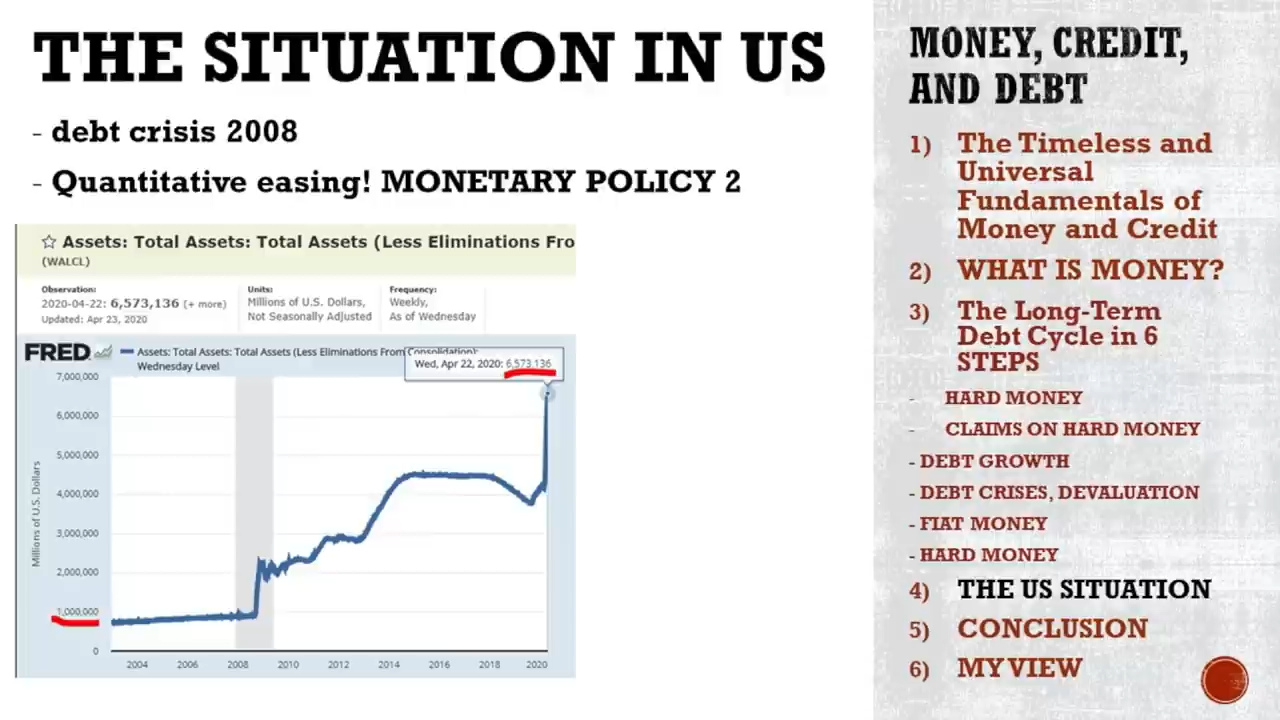 THE SITUATION IN US
- debt crisis 2008
- Quantitative easing! MONETARY POLICY 2
☆ Assets: Total Assets: Total Assets (Less Eliminations Fro
(WALCL)
Observation:
2020-04-22: 6,573,136 (+ more)
Updated: Apr 23, 2020
Units:
Millions of U.S. Dollars,
Not Seasonally Adjusted
Frequency:
Weekly,
As of Wednesday
FRED
Assets: Total Assets: Total Assets (Less Eliminations From Consolidation):
Wednesday Level
Wed, Apr 22, 2020: 6,573,136
Millions of U.S. Dollars
7,000,000
6,000,000
5,000,000
4,000,000
3,000,000
2,000,000
1,000,000
0
2004 2006 2008 2010 2012 2014 2016 2018 2020
MONEY, CREDIT,
AND DEBT
1) The Timeless and
Universal
Fundamentals of
Money and Credit
2) WHAT IS MONEY?
3) The Long-Term
Debt Cycle in 6
STEPS
- HARD MONEY
- CLAIMS ON HARD MONEY
- DEBT GROWTH
- DEBT CRISES, DEVALUATION
- FIAT MONEY
- HARD MONEY
4) THE US SITUATION
5) CONCLUSION
6) MY VIEW